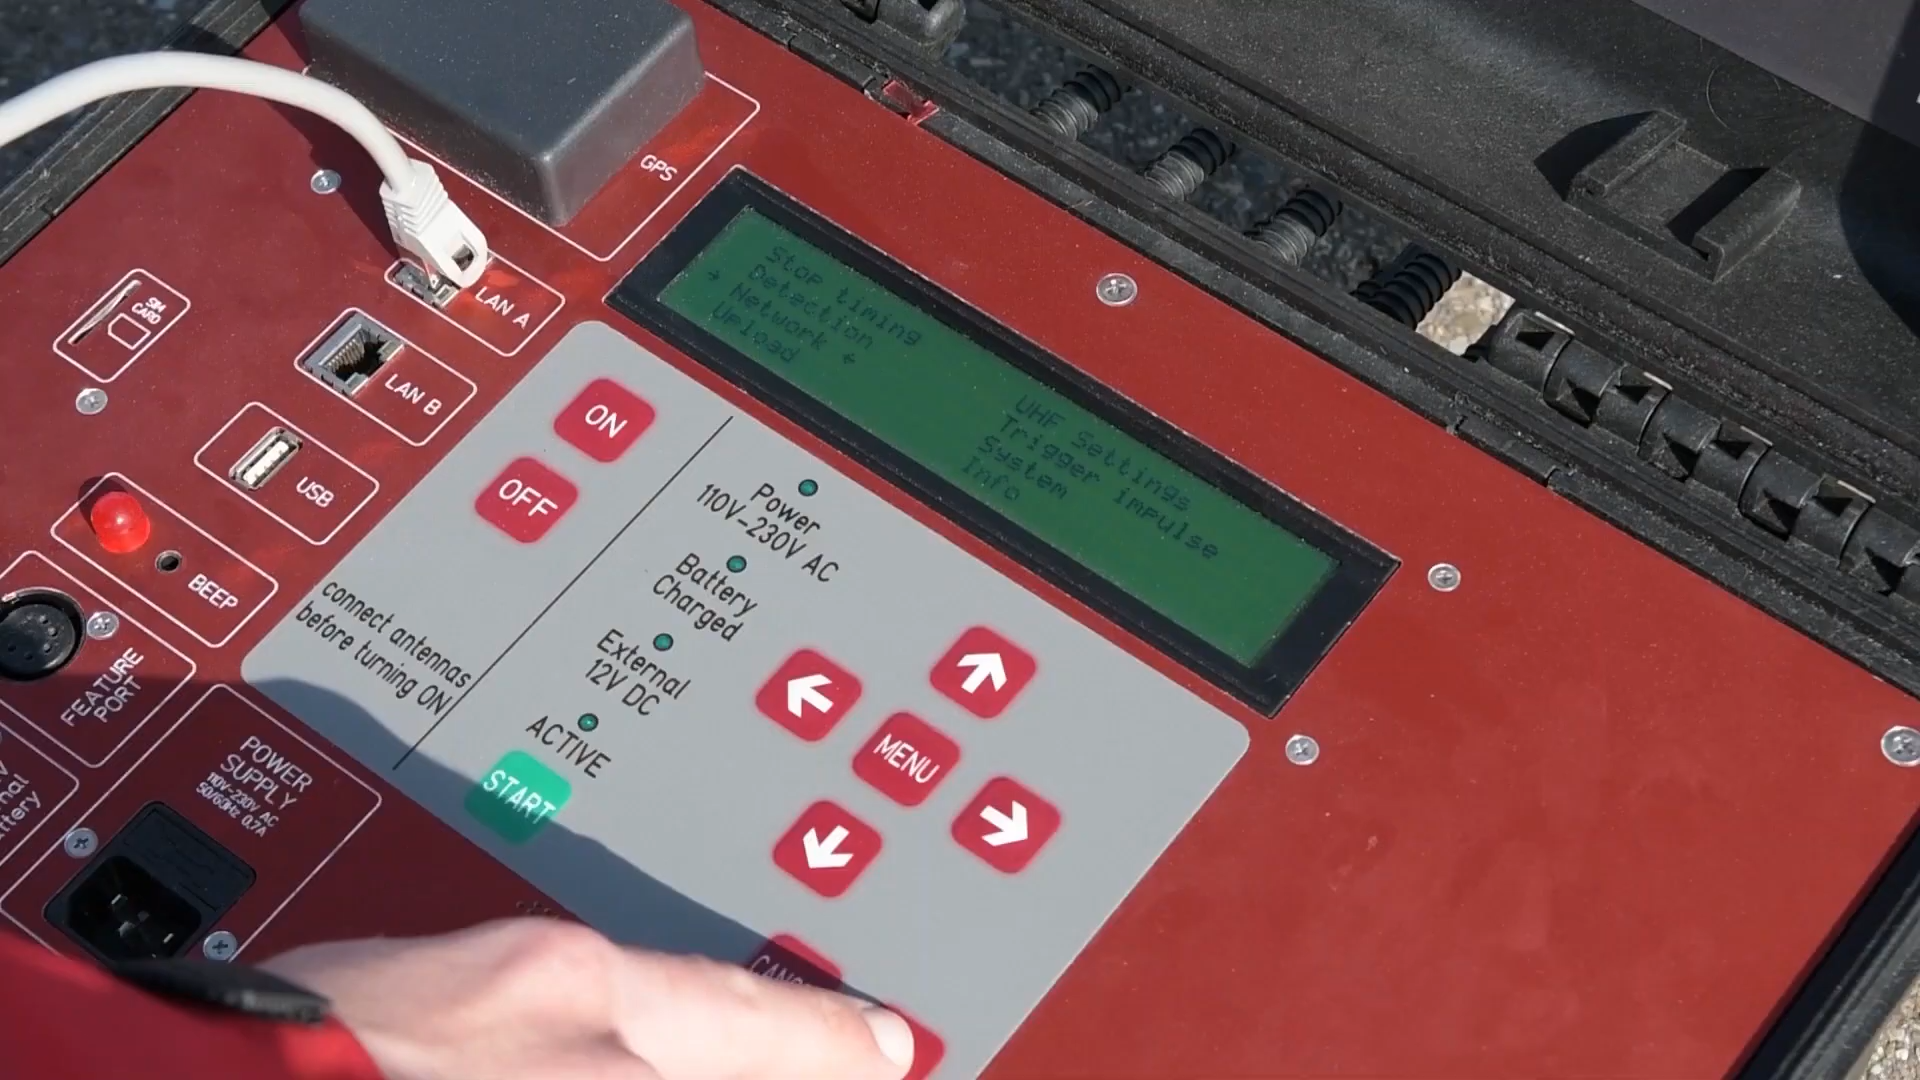 GPS
SIM
CARD
LAN A
LAN B
USB
BEEP
FEATURE
PORT
POWER
SUPPLY
110V-230V AC
50/60Hz 0.7A
Stop timing
→ Detection
Network ←
Upload
UHF Settings
Trigger impulse
System
Info
ON
OFF
connect antennas
before turning ON
Power
110V-230V AC
Battery
Charged
External
12V DC
ACTIVE
START
MENU